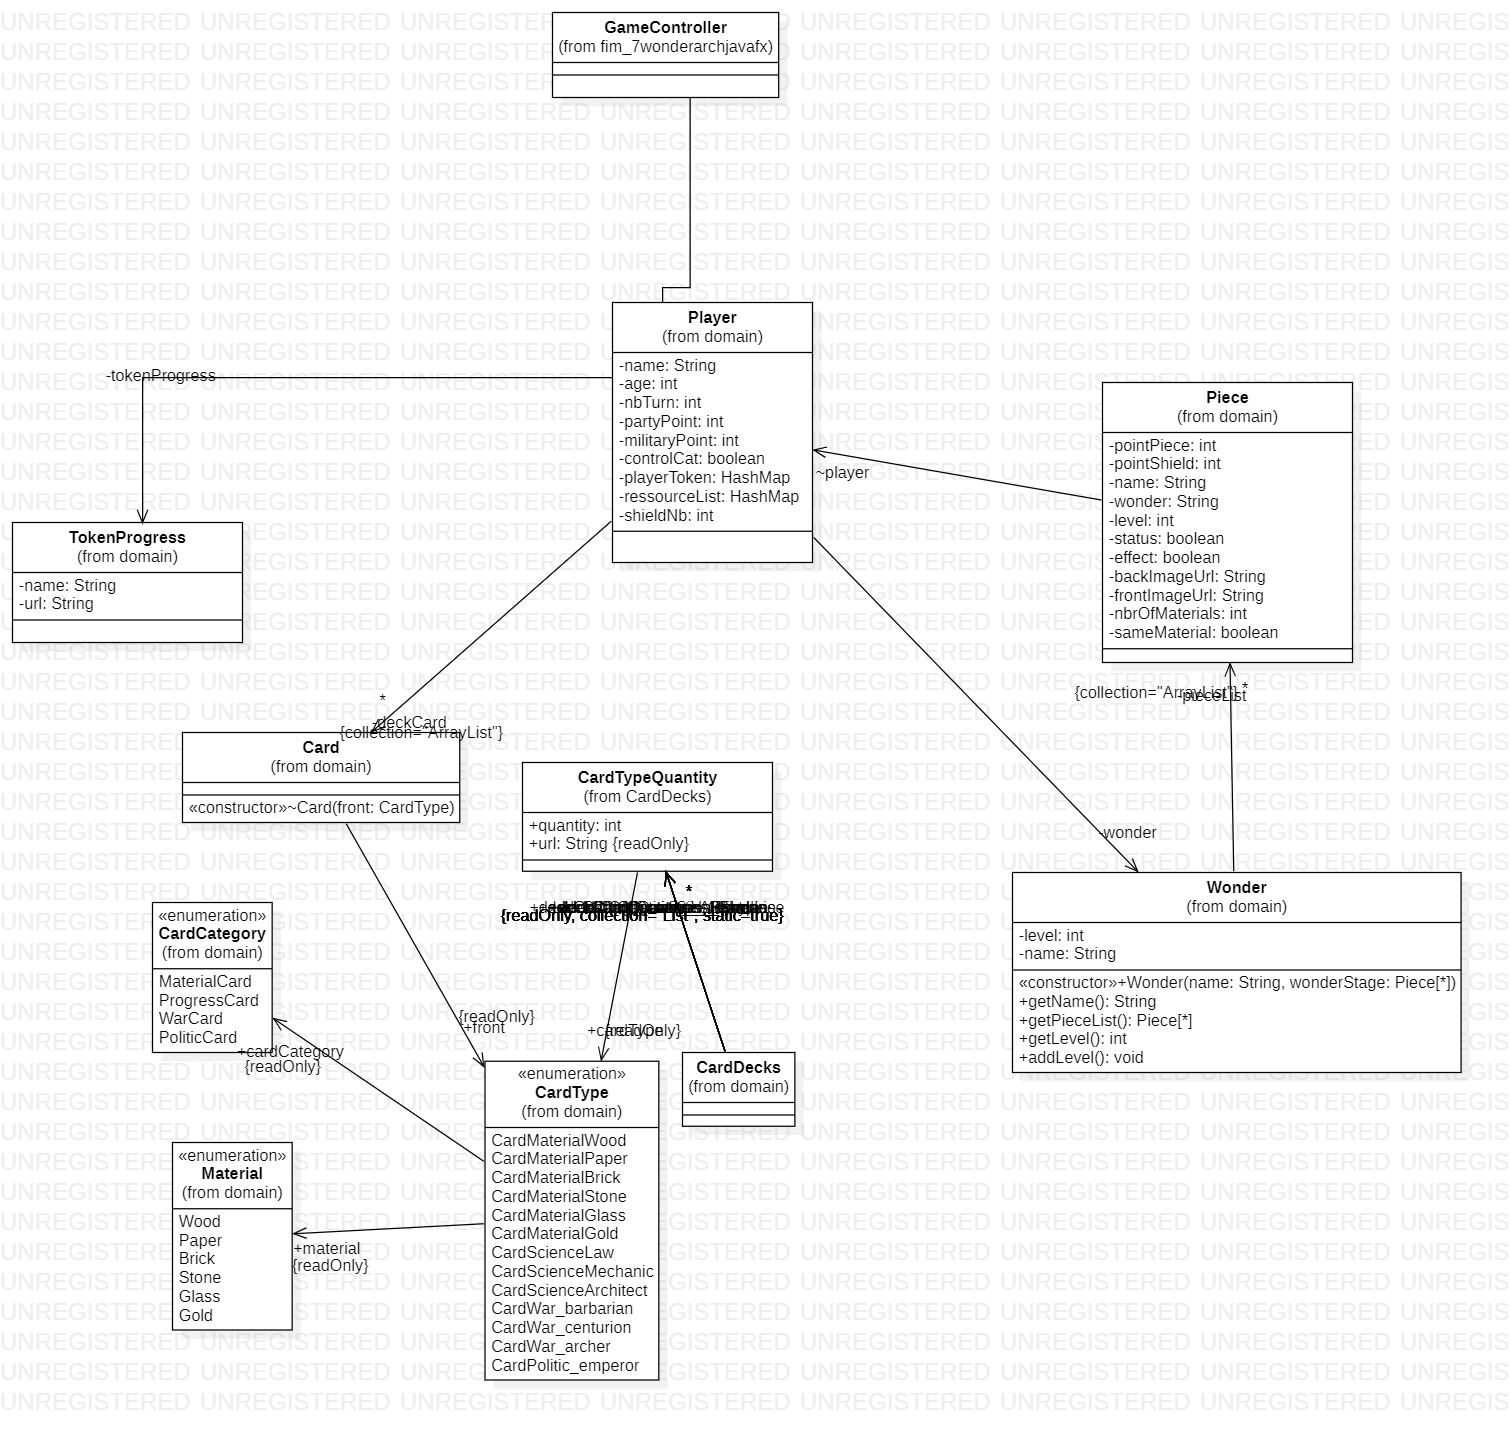 GameController
(from fim_7wonderarchjavafx)
Player
(from domain)
-name: String
-age: int
-nbTurn: int
-partyPoint: int
-militaryPoint: int
-controlCat: boolean
-playerToken: HashMap
-ressourceList: HashMap
-shieldNb: int
-tokenProgress
TokenProgress
(from domain)
-name: String
-url: String
~player
Piece
(from domain)
-pointPiece: int
-pointShield: int
-name: String
-wonder: String
-level: int
-status: boolean
-effect: boolean
-backImageUrl: String
-frontImageUrl: String
-nbrOfMaterials: int
-sameMaterial: boolean
*
{collection="ArrayList"}
-pieceList
*
-deckCard
{collection="ArrayList"}
Card
(from domain)
«constructor»~Card(front: CardType)
CardTypeQuantity
(from CardDecks)
+quantity: int
+url: String {readOnly}
-wonder
Wonder
(from domain)
-level: int
-name: String
«constructor»+Wonder(name: String, wonderStage: Piece[*])
+getName(): String
+getPieceList(): Piece[*]
+getLevel(): int
+addLevel(): void
*
{readOnly, collection="List", static=true}
«enumeration»
CardCategory
(from domain)
MaterialCard
ProgressCard
WarCard
PoliticCard
+cardCategory
{readOnly}
{readOnly}
+front
+cardType
{readOnly}
CardDecks
(from domain)
«enumeration»
CardType
(from domain)
CardMaterialWood
CardMaterialPaper
CardMaterialBrick
CardMaterialStone
CardMaterialGlass
CardMaterialGold
CardScienceLaw
CardScienceMechanic
CardScienceArchitect
CardWar_barbarian
CardWar_centurion
CardWar_archer
CardPolitic_emperor
«enumeration»
Material
(from domain)
Wood
Paper
Brick
Stone
Glass
Gold
+material
{readOnly}
UNREGISTERED